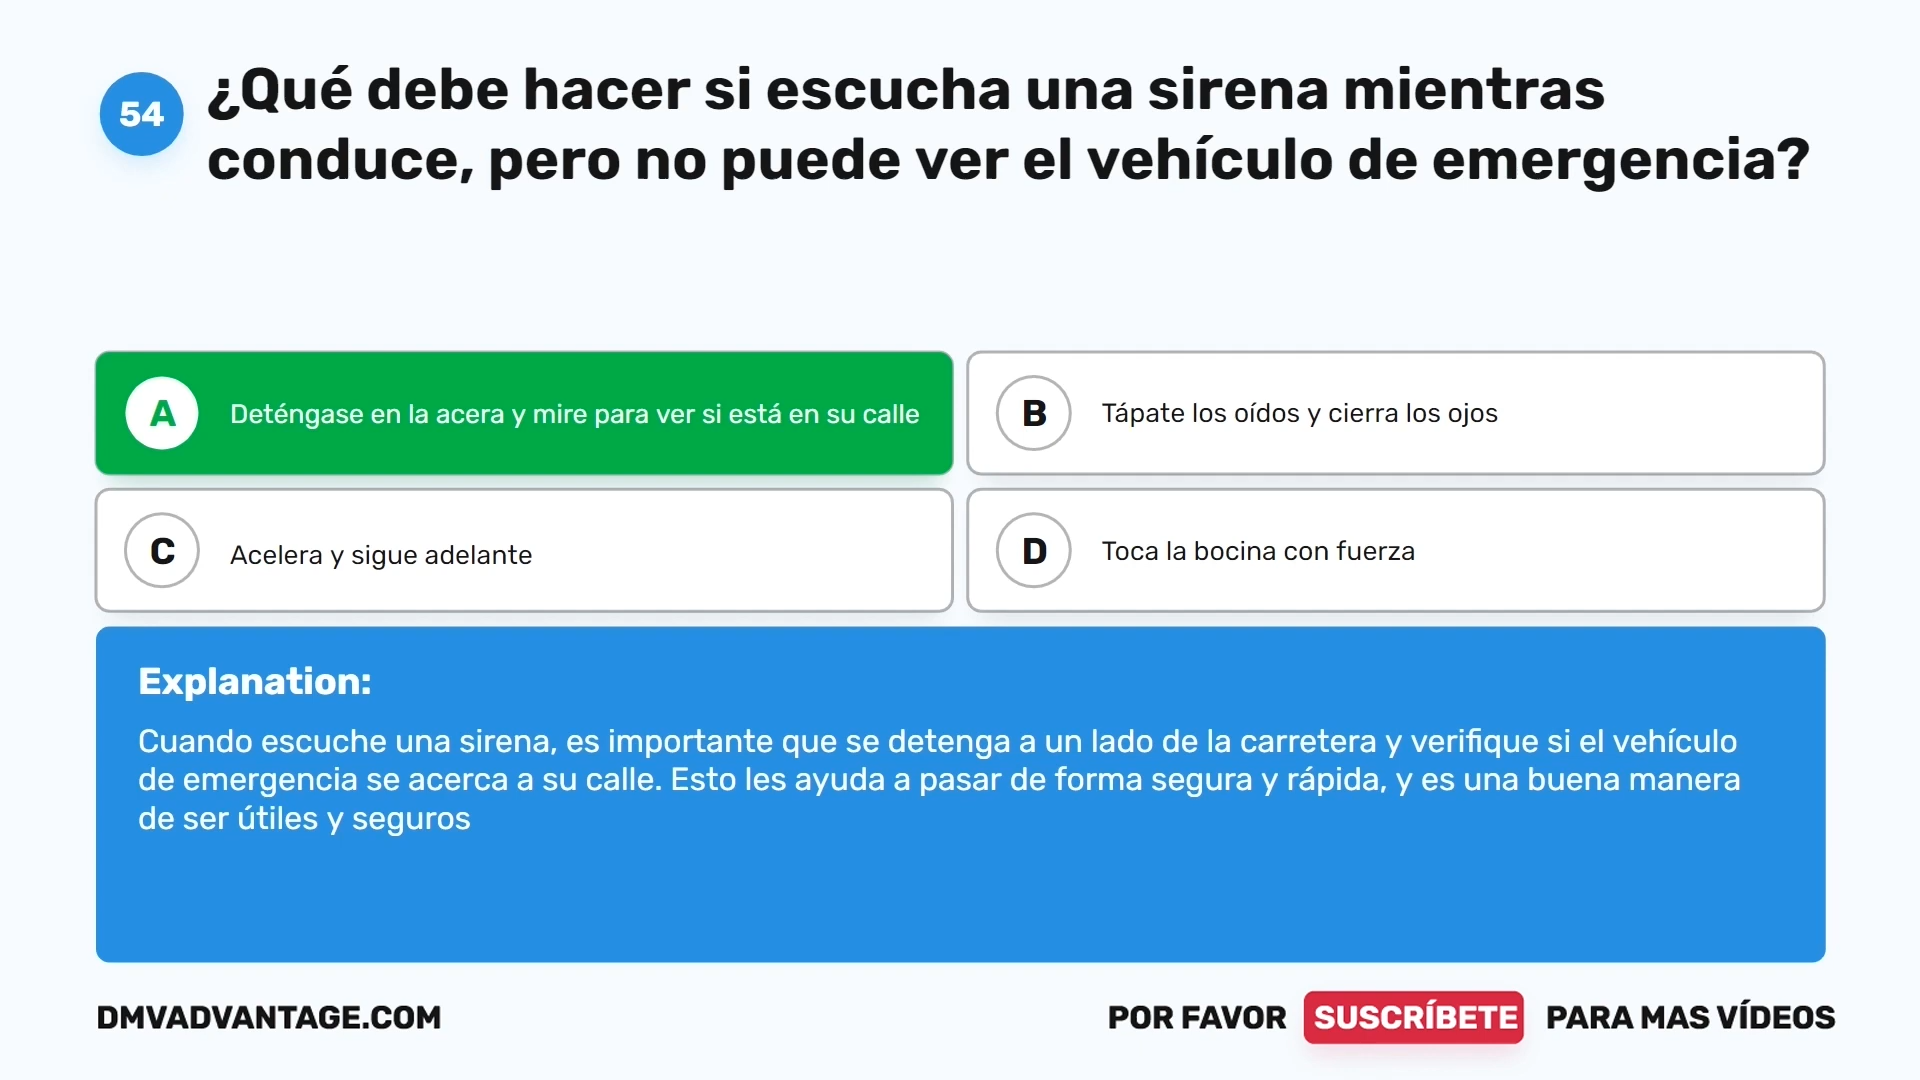 54
¿Qué debe hacer si escucha una sirena mientras
conduce, pero no puede ver el vehículo de emergencia?
A Deténgase en la acera y mire para ver si está en su calle
B Tápate los oídos y cierra los ojos
C Acelera y sigue adelante
D Toca la bocina con fuerza
Explanation:
Cuando escuche una sirena, es importante que se detenga a un lado de la carretera y verifique si el vehículo
de emergencia se acerca a su calle. Esto les ayuda a pasar de forma segura y rápida, y es una buena manera
de ser útiles y seguros
DMVADVANTAGE.COM
POR FAVOR SUSCRÍBETE PARA MAS VÍDEOS